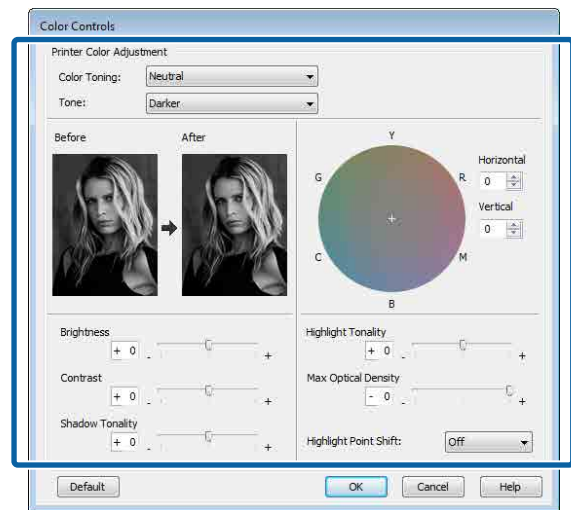 Color Controls
Printer Color Adjustment
Color Toning: Neutral
Tone: Darker
Before After
Y
G R
C M
B
Horizontal
0
Vertical
0
Brightness
+ 0 - +
Contrast
+ 0 - +
Shadow Tonality
+ 0 - +
Highlight Tonality
+ 0 - +
Max Optical Density
- 0 - +
Highlight Point Shift: Off
Default OK Cancel Help